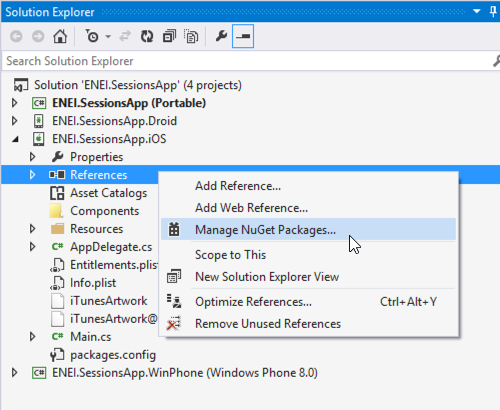 Solution Explorer
Search Solution Explorer
Solution 'ENEI.SessionsApp' (4 projects)
C# ENEI.SessionsApp (Portable)
ENEI.SessionsApp.Droid
ENEI.SessionsApp.iOS
Properties
References
Add Reference...
Asset Catalogs
Add Web Reference...
Components
Manage NuGet Packages...
Resources
C# AppDelegate.cs
Scope to This
Entitlements.plis
New Solution Explorer View
Info.plist
iTunesArtwork
Optimize References... Ctrl+Alt+Y
iTunesArtwork@
Remove Unused References
C# Main.cs
packages.config
C# ENEI.SessionsApp.WinPhone (Windows Phone 8.0)